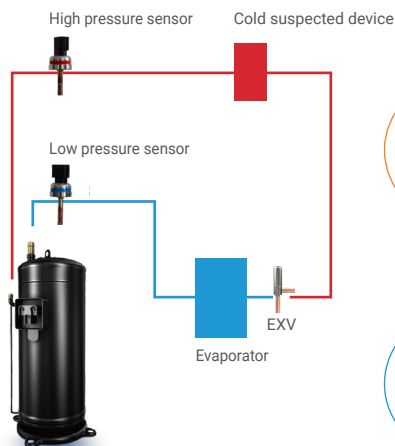 High pressure sensor
Cold suspected device
Low pressure sensor
EXV
Evaporator